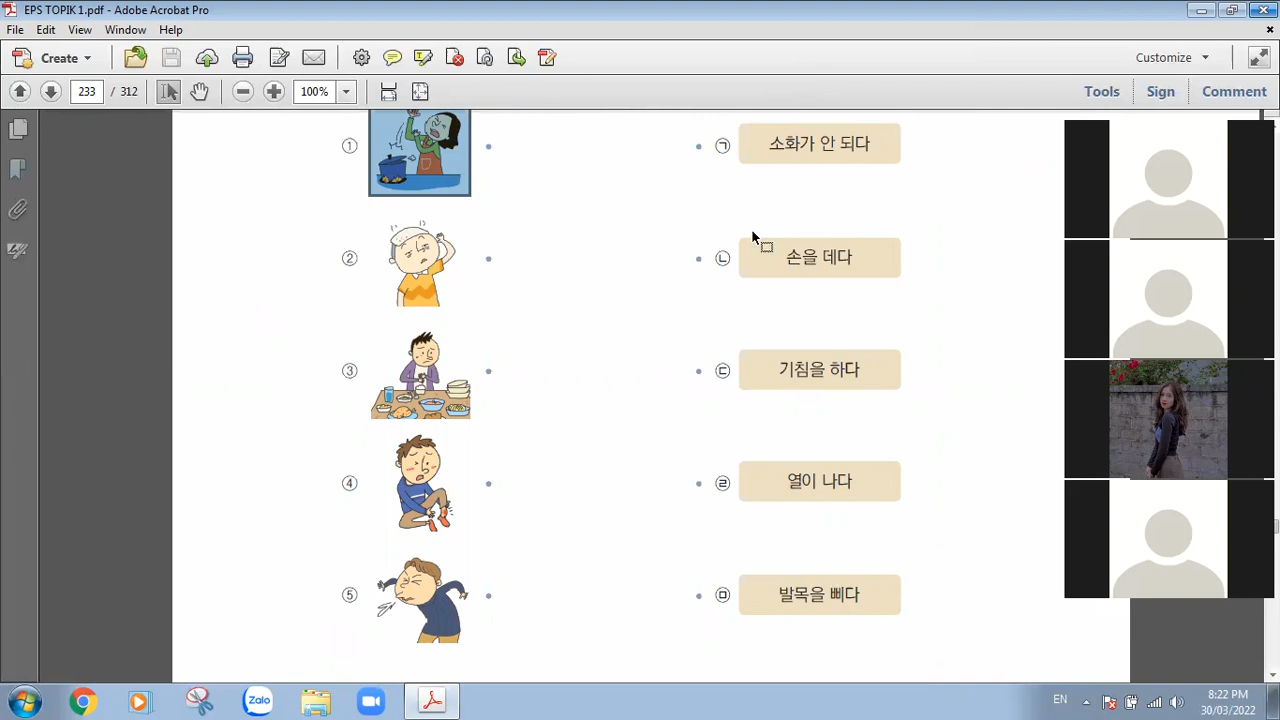 EPS TOPIK 1.pdf - Adobe Acrobat Pro
File Edit View Window Help
Create Customize
233 / 312 100% Tools Sign Comment
① ㉠ 소화가 안 되다
② ㉡ 손을 데다
③ ㉢ 기침을 하다
④ ㉣ 열이 나다
⑤ ㉤ 발목을 삐다
Zalo
EN
8:22 PM
30/03/2022